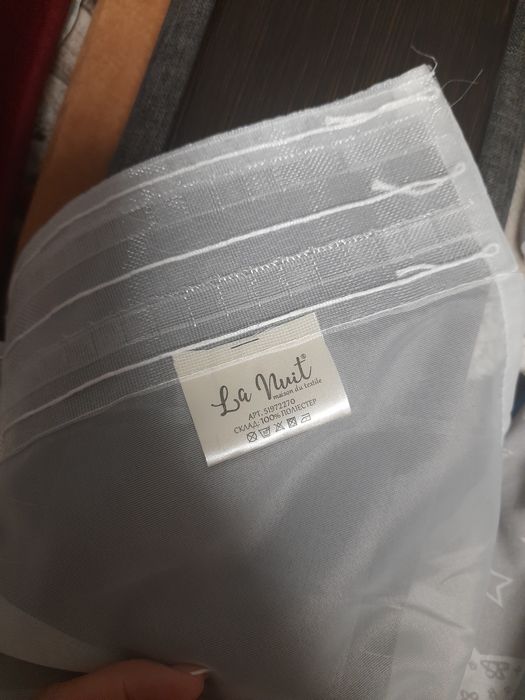 La Nuit®
maison du textile
АРТ. 51972270
СКЛАД: 100% ПОЛІЕСТЕР